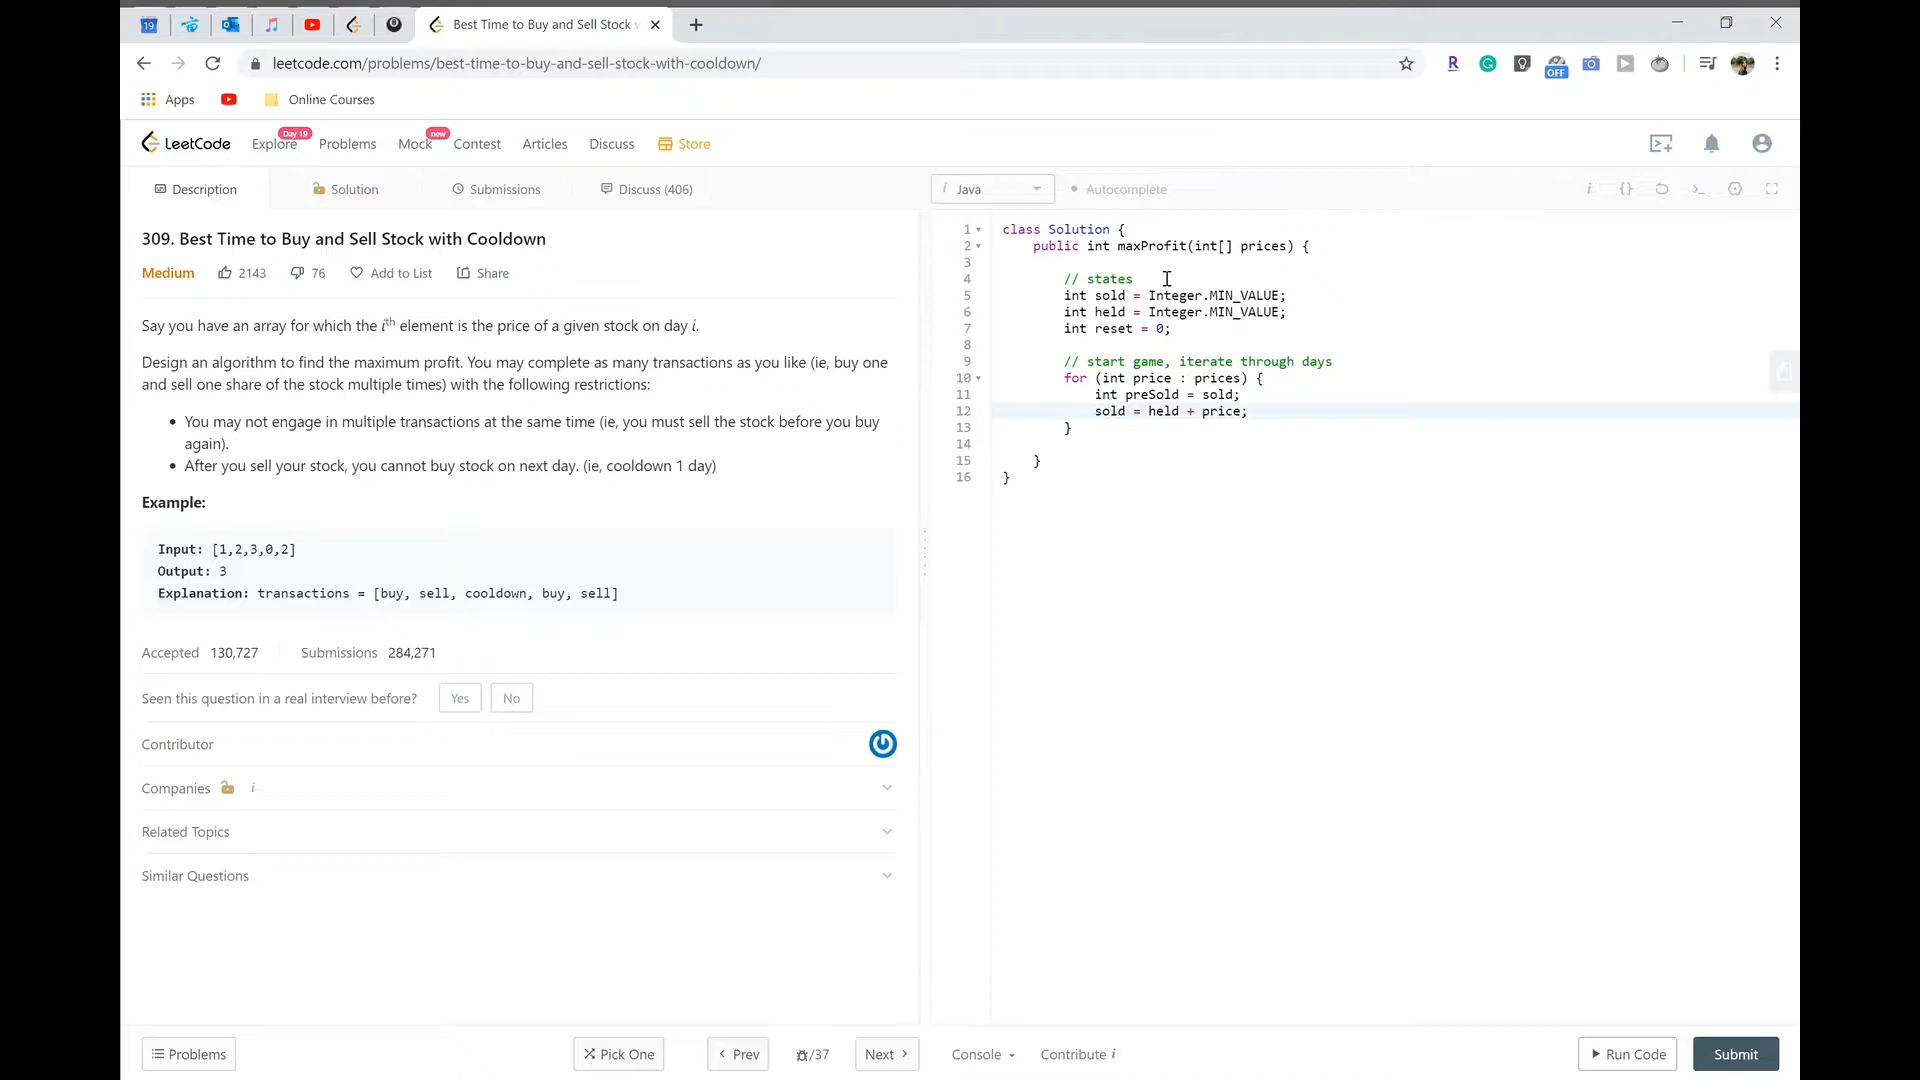 19
Best Time to Buy and Sell Stock w
leetcode.com/problems/best-time-to-buy-and-sell-stock-with-cooldown/
R
OFF
Apps
Online Courses
LeetCode
Explore
Day 19
Problems
Mock
new
Contest
Articles
Discuss
Store
Description
Solution
Submissions
Discuss (406)
i Java
Autocomplete
i {} >_
309. Best Time to Buy and Sell Stock with Cooldown
Medium
2143
76
Add to List
Share
Say you have an array for which the ith element is the price of a given stock on day i.
Design an algorithm to find the maximum profit. You may complete as many transactions as you like (ie, buy one
and sell one share of the stock multiple times) with the following restrictions:
• You may not engage in multiple transactions at the same time (ie, you must sell the stock before you buy
again).
• After you sell your stock, you cannot buy stock on next day. (ie, cooldown 1 day)
Example:
Input: [1,2,3,0,2]
Output: 3
Explanation: transactions = [buy, sell, cooldown, buy, sell]
Accepted 130,727
Submissions 284,271
Seen this question in a real interview before?
Yes
No
Contributor
Companies i
Related Topics
Similar Questions
1 class Solution {
2 public int maxProfit(int[] prices) {
3
4 // states
5 int sold = Integer.MIN_VALUE;
6 int held = Integer.MIN_VALUE;
7 int reset = 0;
8
9 // start game, iterate through days
10 for (int price : prices) {
11 int preSold = sold;
12 sold = held + price;
13 }
14
15 }
16 }
Problems
Pick One
Prev
/37
Next
Console
Contribute i
Run Code
Submit